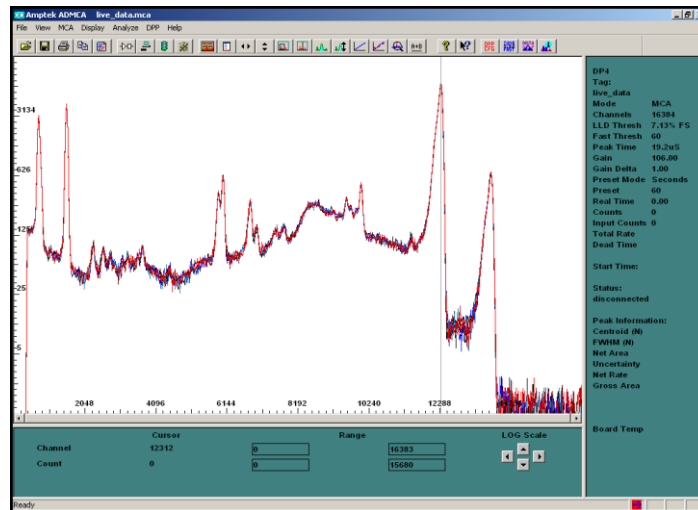 Amptek ADMCA    live_data.mca
File View MCA Display Analyze DPP Help
DP4
Tag:
live_data
Mode MCA
Channels 16384
LLD Thresh 7.13% FS
Fast Thresh 60
Peak Time 19.2uS
Gain 106.00
Gain Delta 1.00
Preset Mode Seconds
Preset 60
Real Time 0.00
Counts 0
Input Counts 0
Total Rate
Dead Time
Start Time:
Status:
disconnected
Peak Information:
Centroid (N)
FWHM (N)
Net Area
Uncertainty
Net Rate
Gross Area
Board Temp
3134
626
25
5
2048 4096 6144 8192 10240 12288
Cursor Range LOG Scale
Channel 12312 0 16383
Count 0 0 15680
Ready